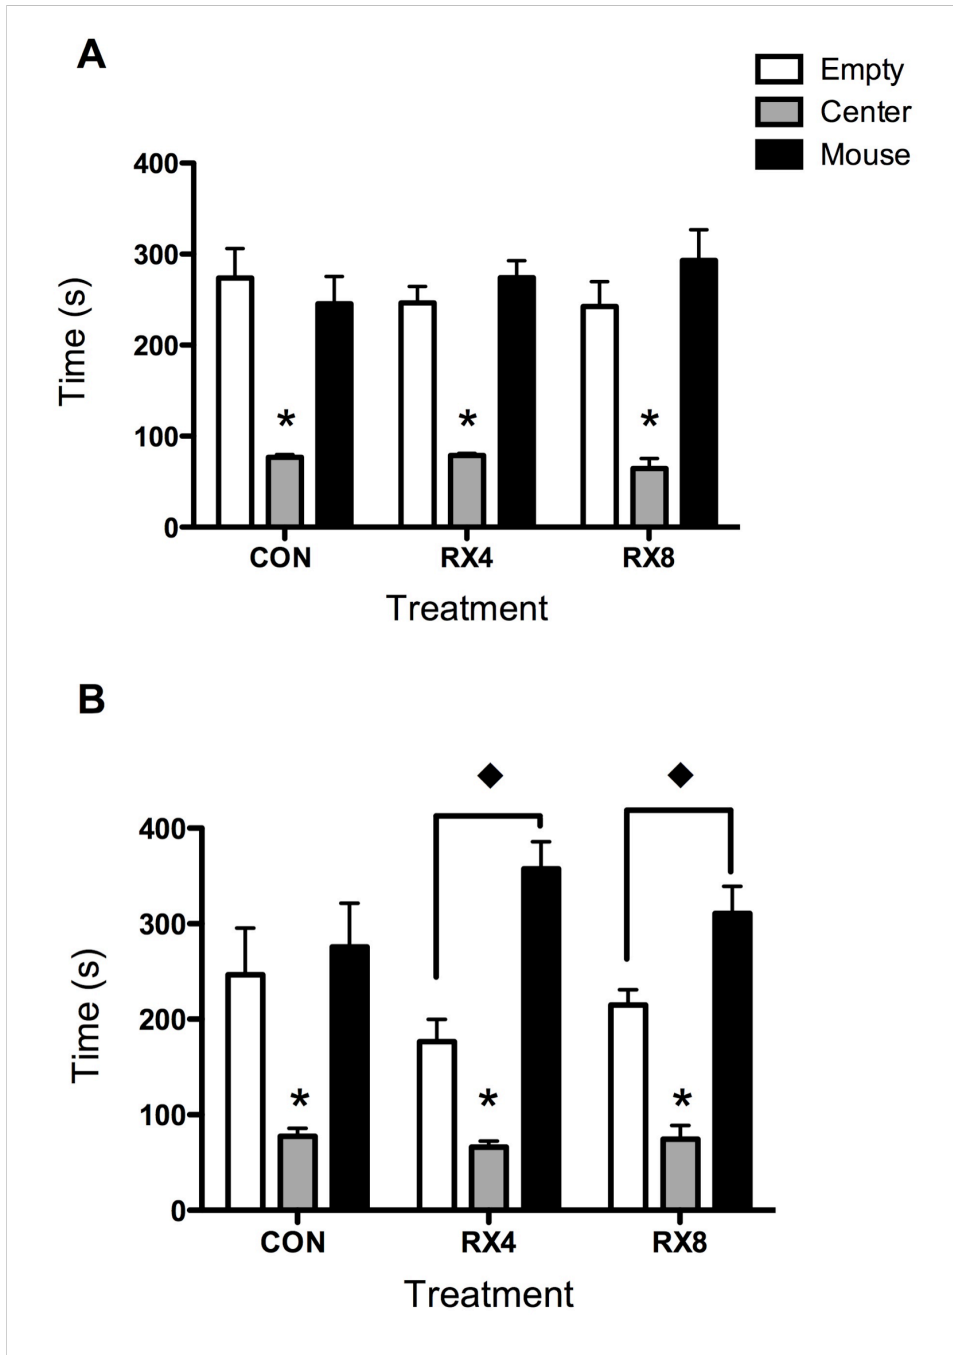 A
Empty
Center
Mouse
400
300
200
100
0
Time (s)
* * *
CON RX4 RX8
Treatment
B
◆ ◆
400
300
200
100
0
Time (s)
* * *
CON RX4 RX8
Treatment